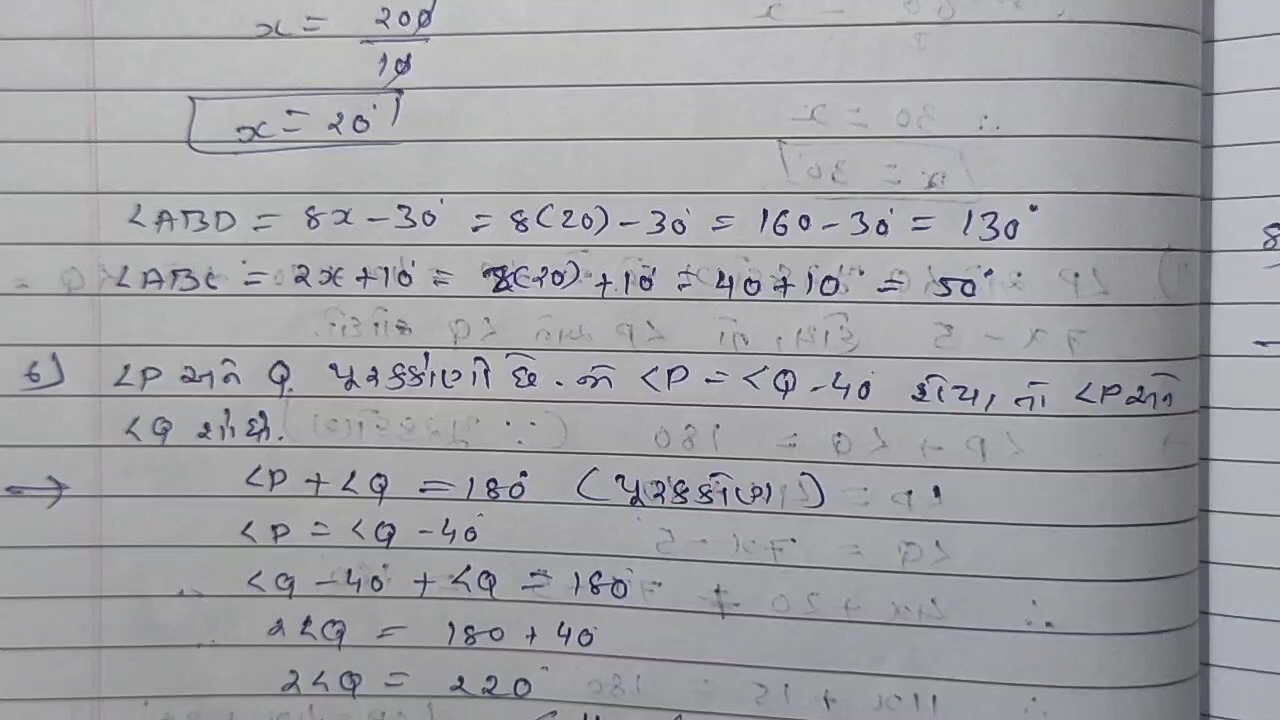 x = 200/10
x = 20°
∠ABD = 8x - 30° = 8(20) - 30° = 160 - 30° = 130°
∠ABC = 2x + 10° = 2(20) + 10° = 40 + 10° = 50°
6) ∠P અને Q પૂરકકોણો છે. જો ∠P = ∠Q - 40° હોય, તો ∠P અને
∠Q શોધો.
→ ∠P + ∠Q = 180° (પૂરકકોણો)
∠P = ∠Q - 40°
∴ ∠Q - 40° + ∠Q = 180°
∴ 2∠Q = 180 + 40°
2∠Q = 220°